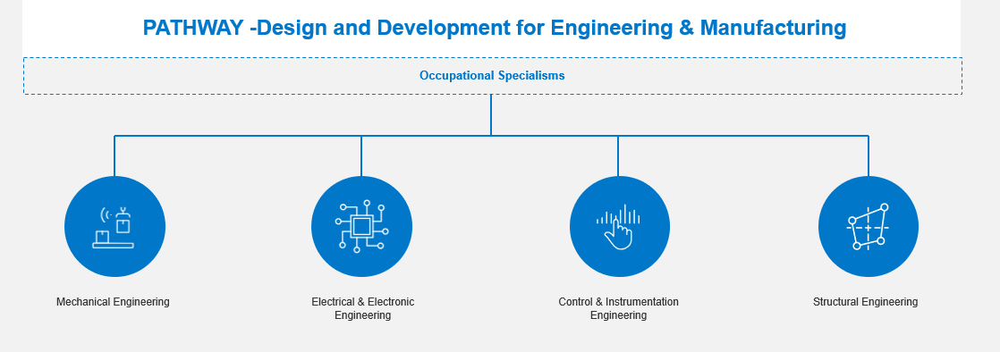 PATHWAY -Design and Development for Engineering & Manufacturing
Occupational Specialisms
Mechanical Engineering
Electrical & Electronic
Engineering
Control & Instrumentation
Engineering
Structural Engineering